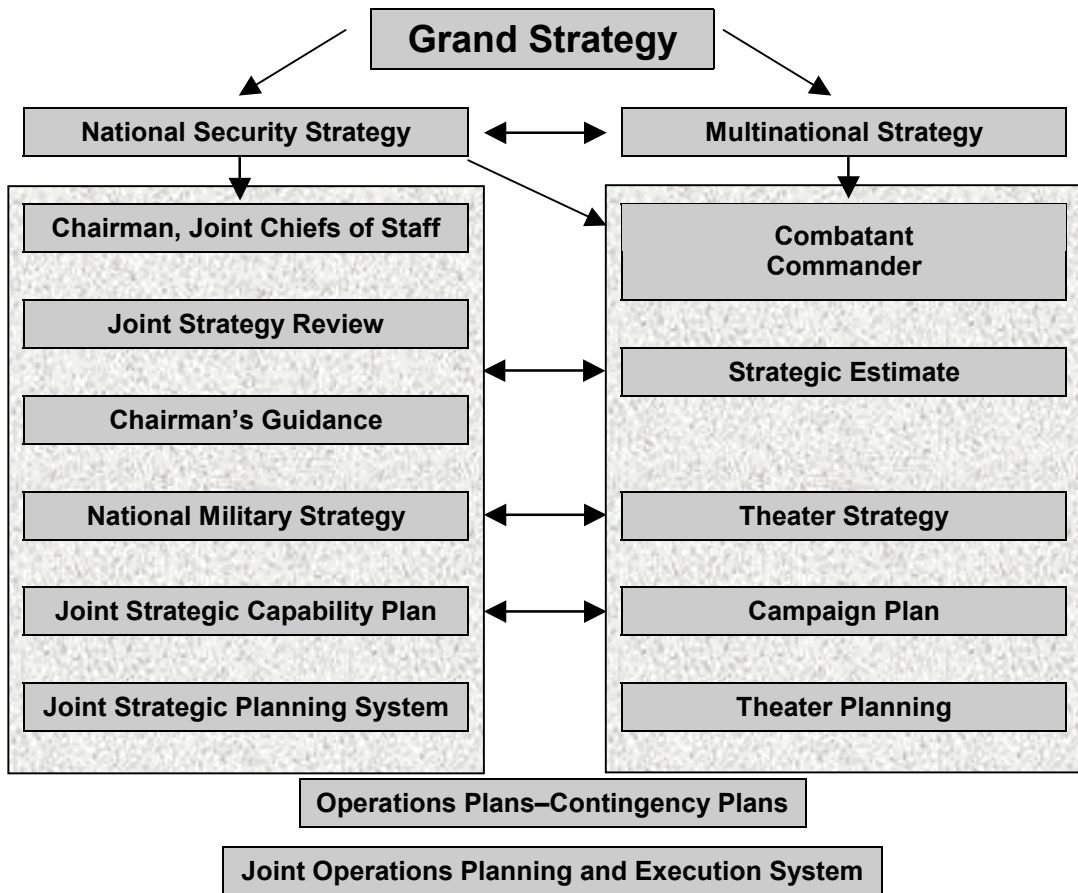 Grand Strategy
National Security Strategy
Multinational Strategy
Chairman, Joint Chiefs of Staff
Joint Strategy Review
Chairman’s Guidance
National Military Strategy
Joint Strategic Capability Plan
Joint Strategic Planning System
Combatant
Commander
Strategic Estimate
Theater Strategy
Campaign Plan
Theater Planning
Operations Plans–Contingency Plans
Joint Operations Planning and Execution System